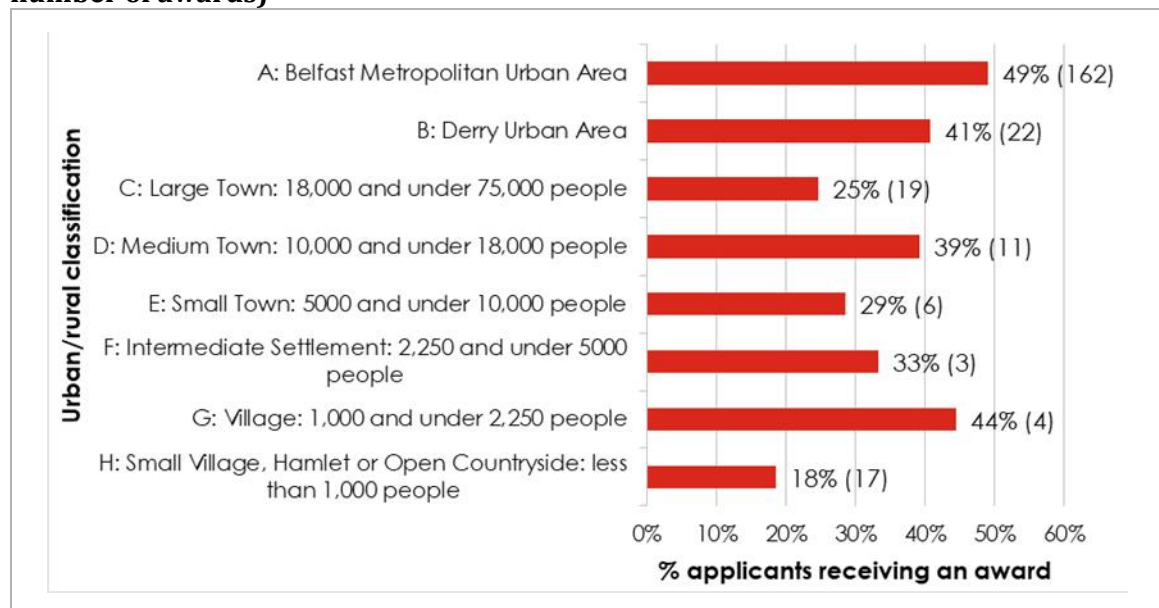 number of awards)
Urban/rural classification
A: Belfast Metropolitan Urban Area
49% (162)
B: Derry Urban Area
41% (22)
C: Large Town: 18,000 and under 75,000 people
25% (19)
D: Medium Town: 10,000 and under 18,000 people
39% (11)
E: Small Town: 5000 and under 10,000 people
29% (6)
F: Intermediate Settlement: 2,250 and under 5000
people
33% (3)
G: Village: 1,000 and under 2,250 people
44% (4)
H: Small Village, Hamlet or Open Countryside: less
than 1,000 people
18% (17)
0% 10% 20% 30% 40% 50% 60%
% applicants receiving an award